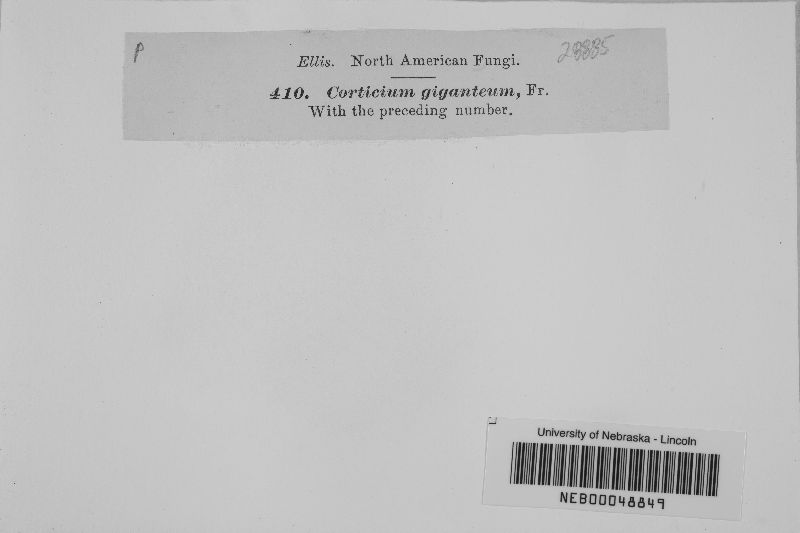 P
Ellis. North American Fungi. 28885
410. Corticium giganteum, Fr.
With the preceding number.
University of Nebraska - Lincoln
NEB00048849